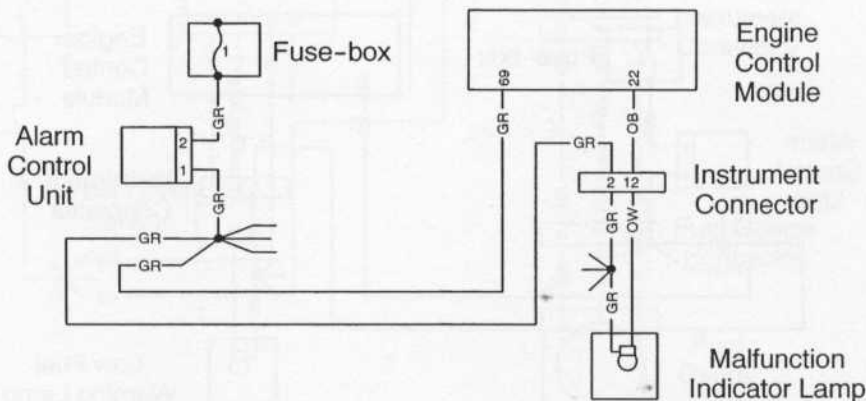 1
Fuse-box
GR
Alarm
Control
Unit
2
1
GR
GR
GR
Engine
Control
Module
69
22
GR
OB
GR
2 12
Instrument
Connector
GR
OW
GR
Malfunction
Indicator Lamp